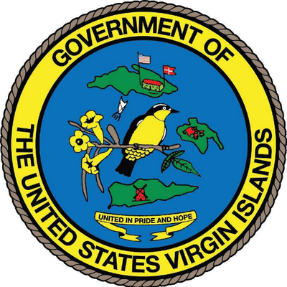 GOVERNMENT OF
THE UNITED STATES VIRGIN ISLANDS
UNITED IN PRIDE AND HOPE